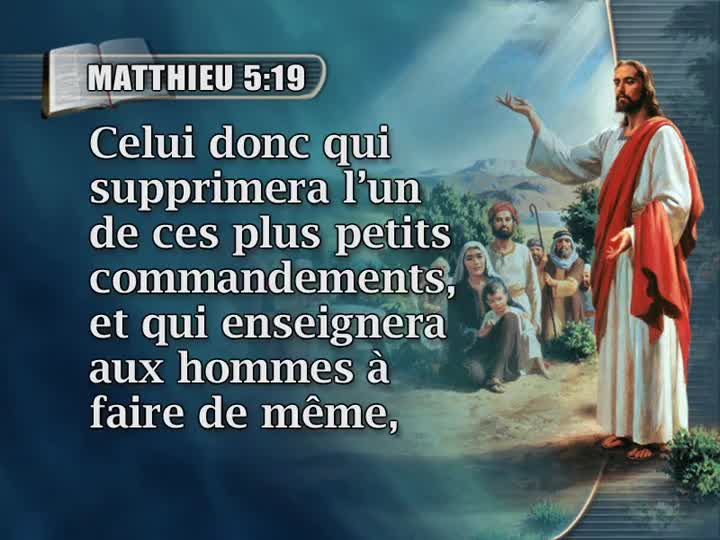 MATTHIEU 5:19
Celui donc qui
supprimera l’un
de ces plus petits
commandements,
et qui enseignera
aux hommes à
faire de même,